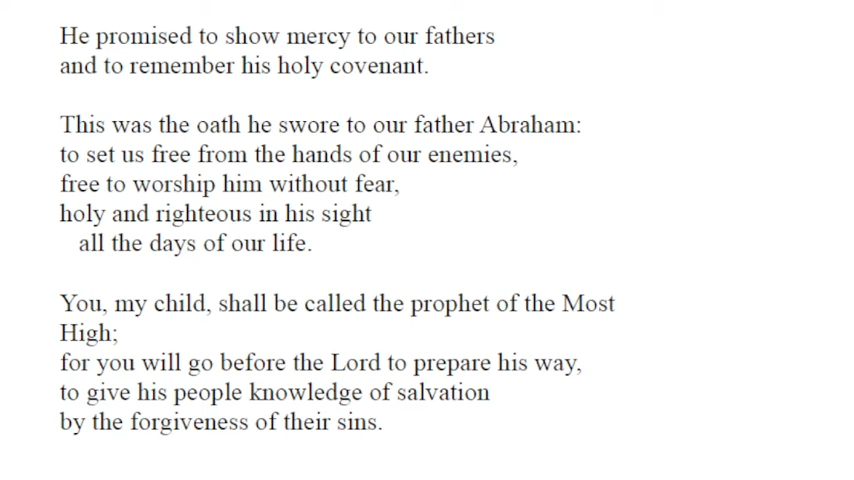 He promised to show mercy to our fathers
and to remember his holy covenant.
This was the oath he swore to our father Abraham:
to set us free from the hands of our enemies,
free to worship him without fear,
holy and righteous in his sight
all the days of our life.
You, my child, shall be called the prophet of the Most
High;
for you will go before the Lord to prepare his way,
to give his people knowledge of salvation
by the forgiveness of their sins.